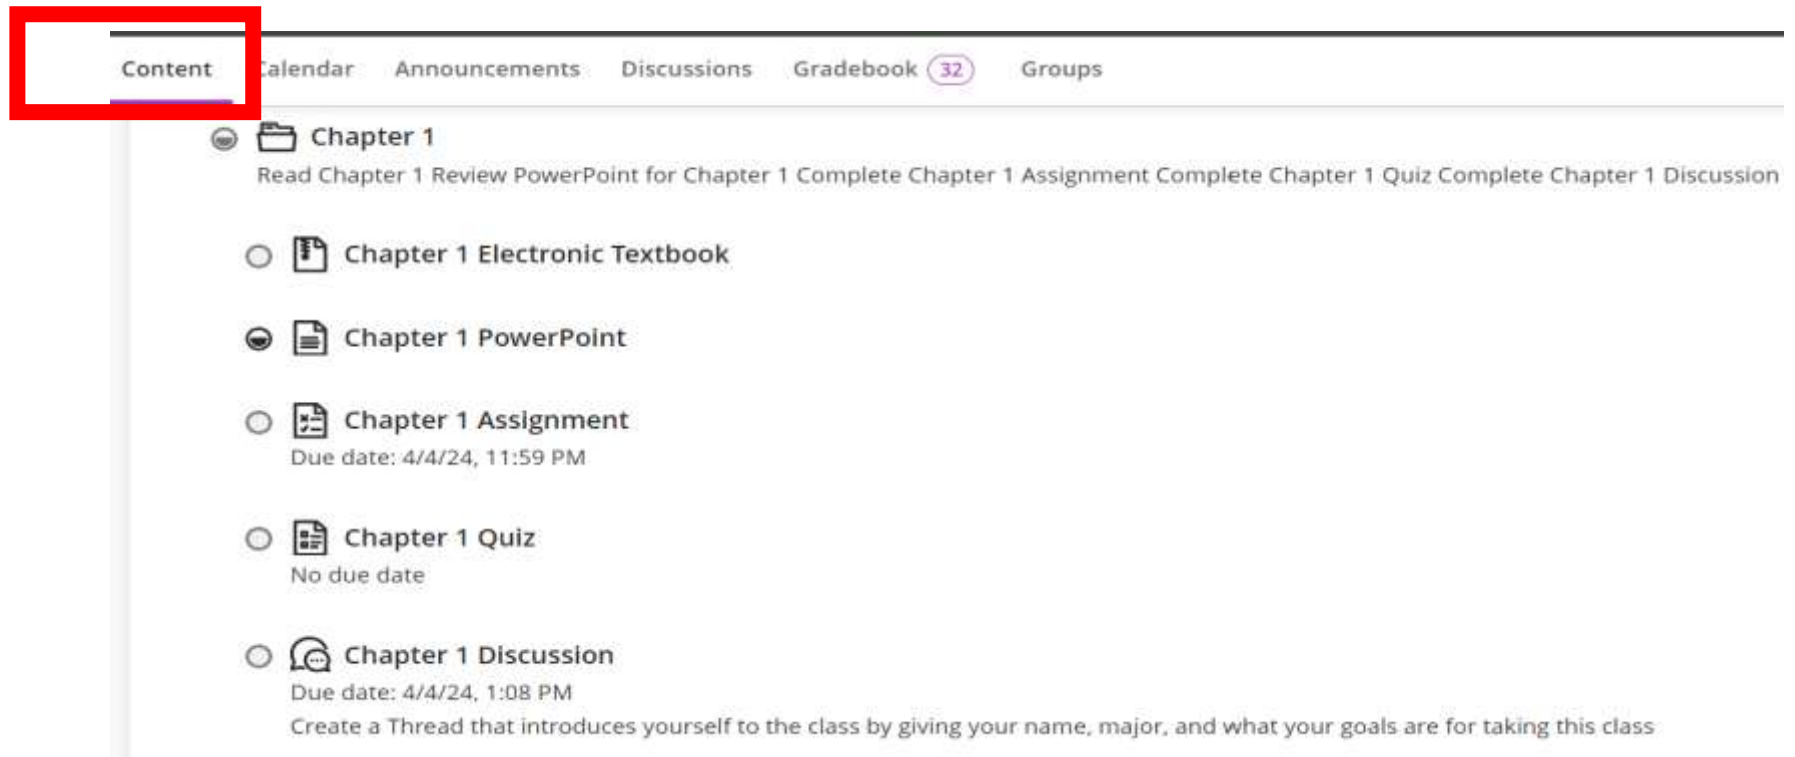 Content Calendar Announcements Discussions Gradebook 32 Groups
Chapter 1
Read Chapter 1 Review PowerPoint for Chapter 1 Complete Chapter 1 Assignment Complete Chapter 1 Quiz Complete Chapter 1 Discussion
Chapter 1 Electronic Textbook
Chapter 1 PowerPoint
Chapter 1 Assignment
Due date: 4/4/24, 11:59 PM
Chapter 1 Quiz
No due date
Chapter 1 Discussion
Due date: 4/4/24, 1:08 PM
Create a Thread that introduces yourself to the class by giving your name, major, and what your goals are for taking this class